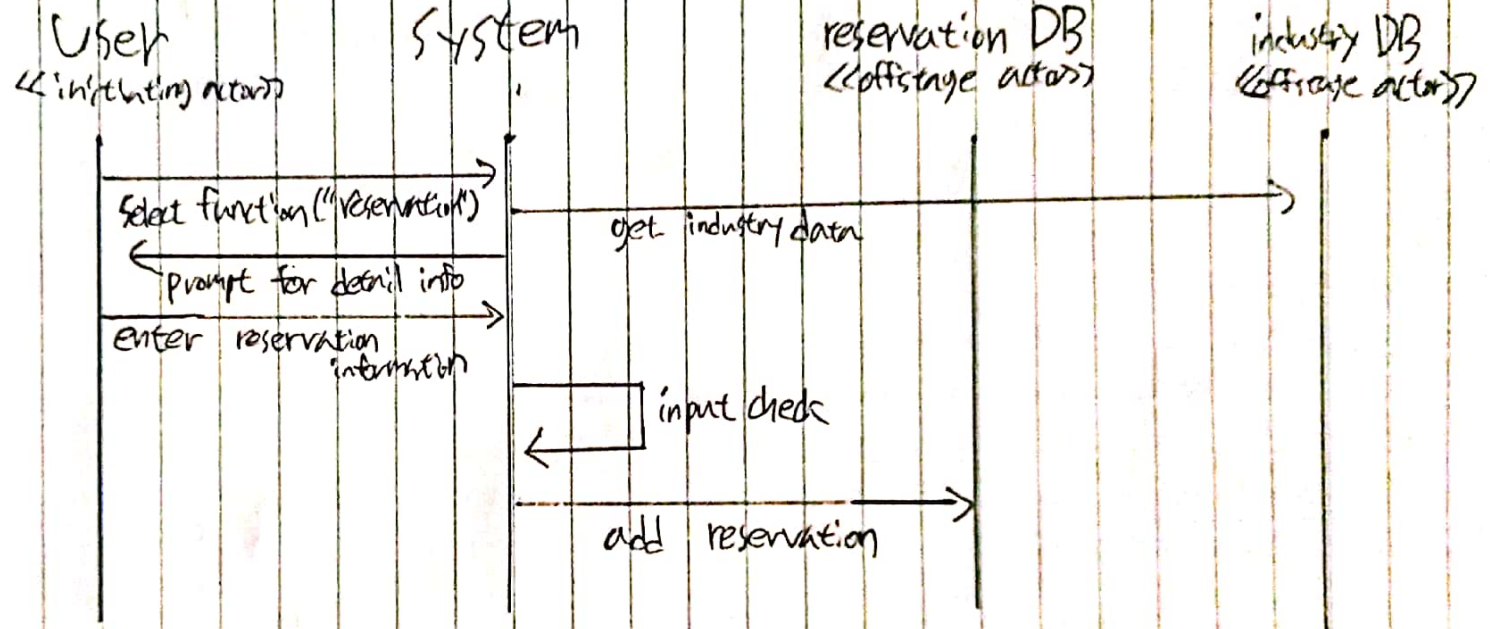 User
System
reservation DB
industry DB
<<initiating actor>>
<<offstage actor>>
<<offstage actor>>
Select function("reservation")
get industry data
prompt for detail info
enter reservation
information
input check
add reservation